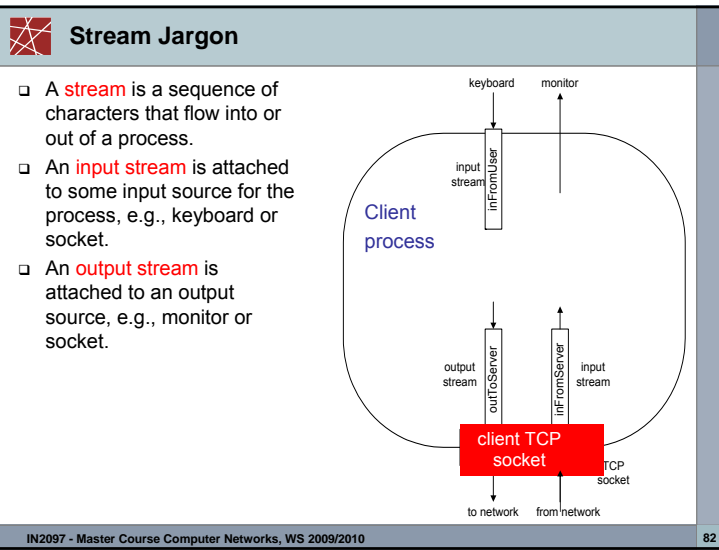 Stream Jargon
❑ A stream is a sequence of
characters that flow into or
out of a process.
❑ An input stream is attached
to some input source for the
process, e.g., keyboard or
socket.
❑ An output stream is
attached to an output
source, e.g., monitor or
socket.
keyboard
monitor
input
stream
inFromUser
Client
process
output
stream
outToServer
inFromServer
input
stream
client TCP
socket
TCP
socket
to network
from network
IN2097 - Master Course Computer Networks, WS 2009/2010
82